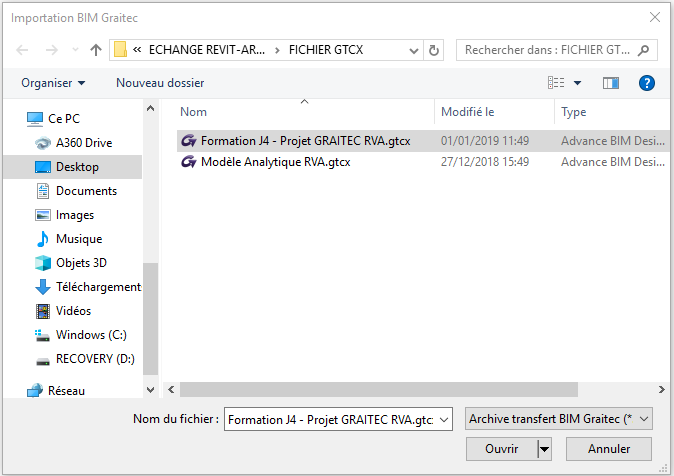 Importation BIM Graitec
« ECHANGE REVIT-AR... > FICHIER GTCX
Rechercher dans : FICHIER GT...
Organiser
Nouveau dossier
?
Nom
Modifié le
Type
Ce PC
A360 Drive
Desktop
Documents
Images
Musique
Objets 3D
Téléchargement
Vidéos
Windows (C:)
RECOVERY (D:)
Réseau
Formation J4 - Projet GRAITEC RVA.gtcx 01/01/2019 11:49 Advance BIM Desi...
Modèle Analytique RVA.gtcx 27/12/2018 15:49 Advance BIM Desi...
Nom du fichier : Formation J4 - Projet GRAITEC RVA.gtc
Archive transfert BIM Graitec (*
Ouvrir
Annuler